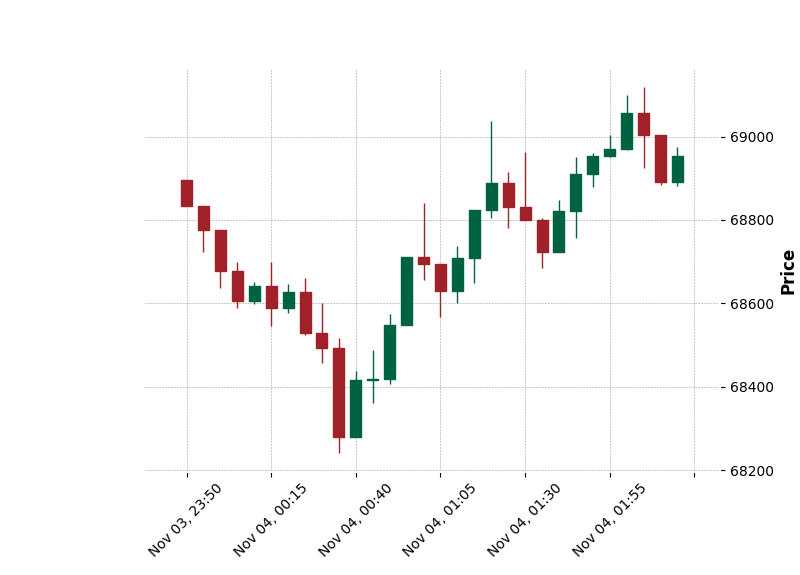 69000
68800
68600
68400
68200
Price
Nov 03, 23:50
Nov 04, 00:15
Nov 04, 00:40
Nov 04, 01:05
Nov 04, 01:30
Nov 04, 01:55